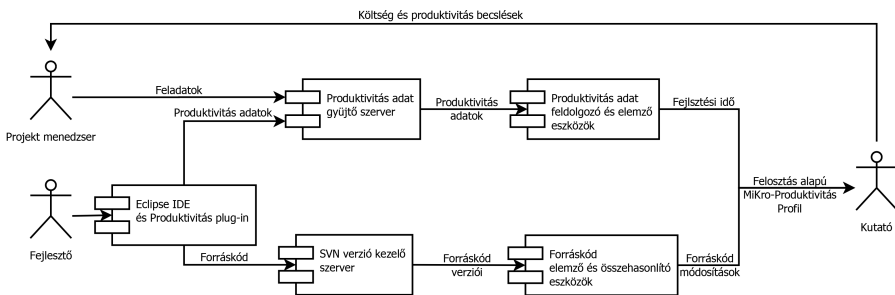 Költség és produktivitás becslések
Projekt menedzser
Feladatok
Produktivitás adatok
Produktivitás adat
gyüjtő szerver
Produktivitás
adatok
Produktivitás adat
feldolgozó és elemző
eszközök
Fejlsztési idő
Felosztás alapú
MiKro-Produktivitás
Profil
Kutató
Fejlesztő
Eclipse IDE
és Produktivitás plug-in
Forráskód
SVN verzió kezelő
szerver
Forráskód
verziói
Forráskód
elemző és összehasonlító
eszközök
Forráskód
módosítások